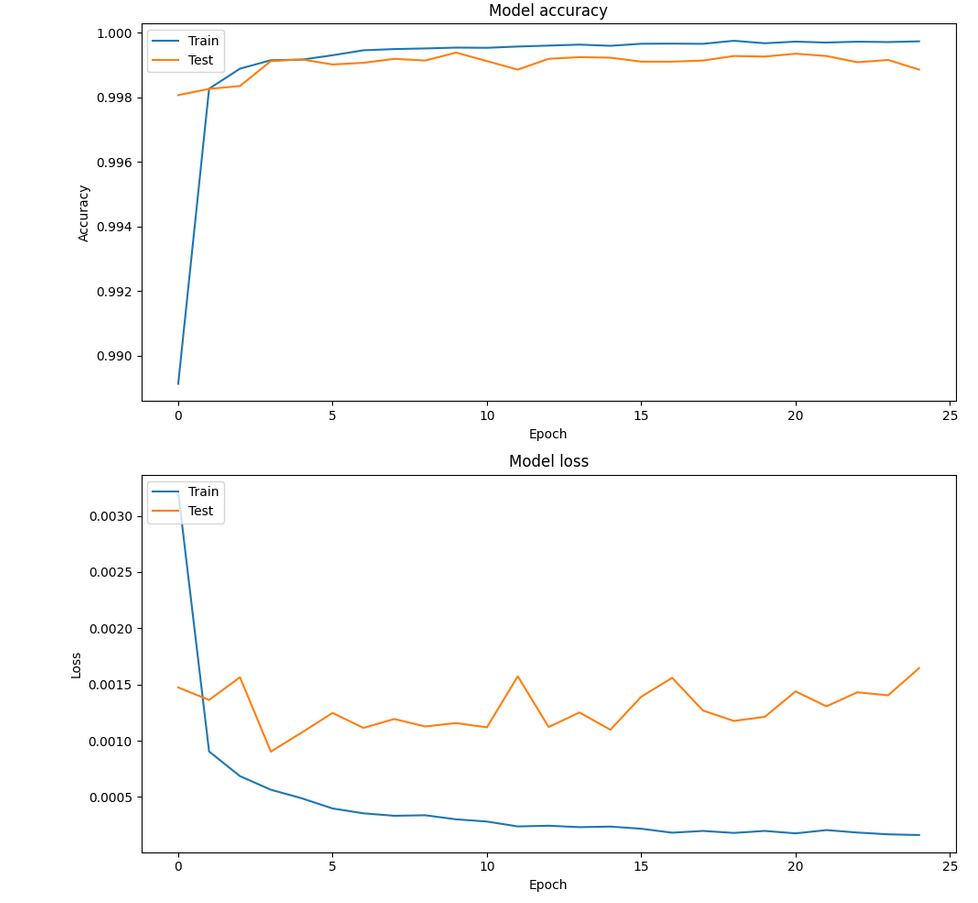 Model accuracy
1.000
0.998
0.996
0.994
0.992
0.990
Accuracy
Train
Test
0 5 10 15 20 25
Epoch
Model loss
0.0030
0.0025
0.0020
0.0015
0.0010
0.0005
Loss
Train
Test
0 5 10 15 20 25
Epoch